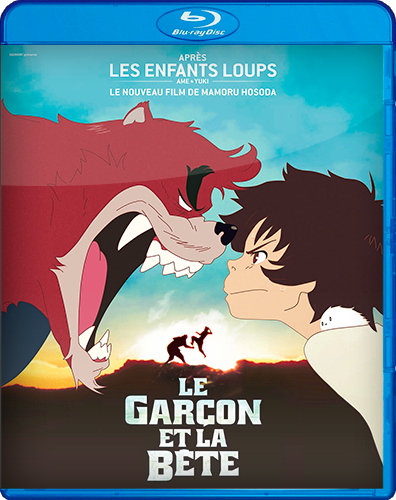 Blu-ray Disc
APRÈS
LES ENFANTS LOUPS
AME & YUKI
LE NOUVEAU FILM DE MAMORU HOSODA
LE
GARÇON
ET LA
BÊTE